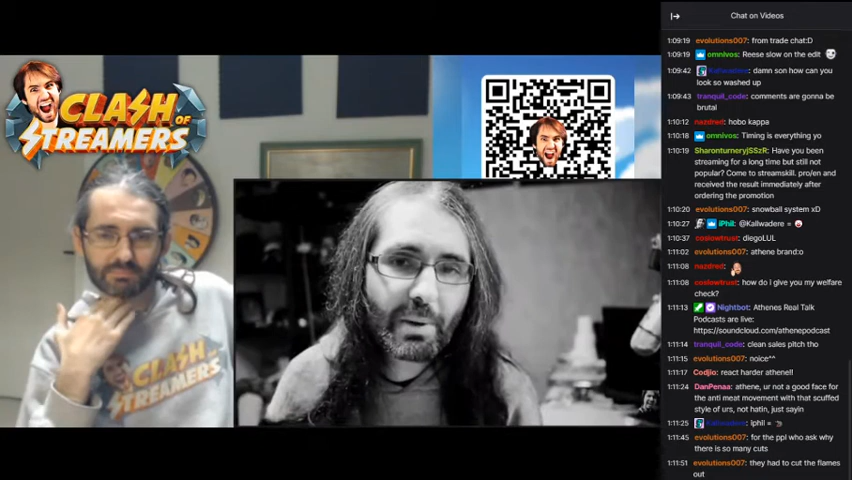 CLASH
OF
STREAMERS
CLASH OF
STREAMERS
Chat on Videos
1:09:19 evolutions007: from trade chat:D
1:09:19 omnivos: Reese slow on the edit
1:09:42 Kallwadere: damn son how can you
look so washed up
1:09:43 tranquil_code: comments are gonna be
brutal
1:10:12 nazdred: hobo kappa
1:10:18 omnivos: Timing is everything yo
1:10:19 SharonturneryjSSzR: Have you been
streaming for a long time but still not
popular? Come to streamskill. pro/en and
received the result immediately after
ordering the promotion
1:10:20 evolutions007: snowball system xD
1:10:27 iPhil: @Kallwadere =
1:10:37 coslowtrust: diegoLUL
1:11:02 evolutions007: athene brand:o
1:11:08 nazdred:
1:11:08 coslowtrust: how do I give you my welfare
check?
1:11:13 Nightbot: Athenes Real Talk
Podcasts are live:
https://soundcloud.com/athenepodcast
1:11:14 tranquil_code: clean sales pitch tho
1:11:15 evolutions007: noice^^
1:11:17 Codjio: react harder athene!!
1:11:24 DanPenaa: athene, ur not a good face for
the anti meat movement with that scuffed
style of urs, not hatin, just sayin
1:11:25 Kallwadere: iphil =
1:11:45 evolutions007: for the ppl who ask why
there is so many cuts
1:11:51 evolutions007: they had to cut the flames
out